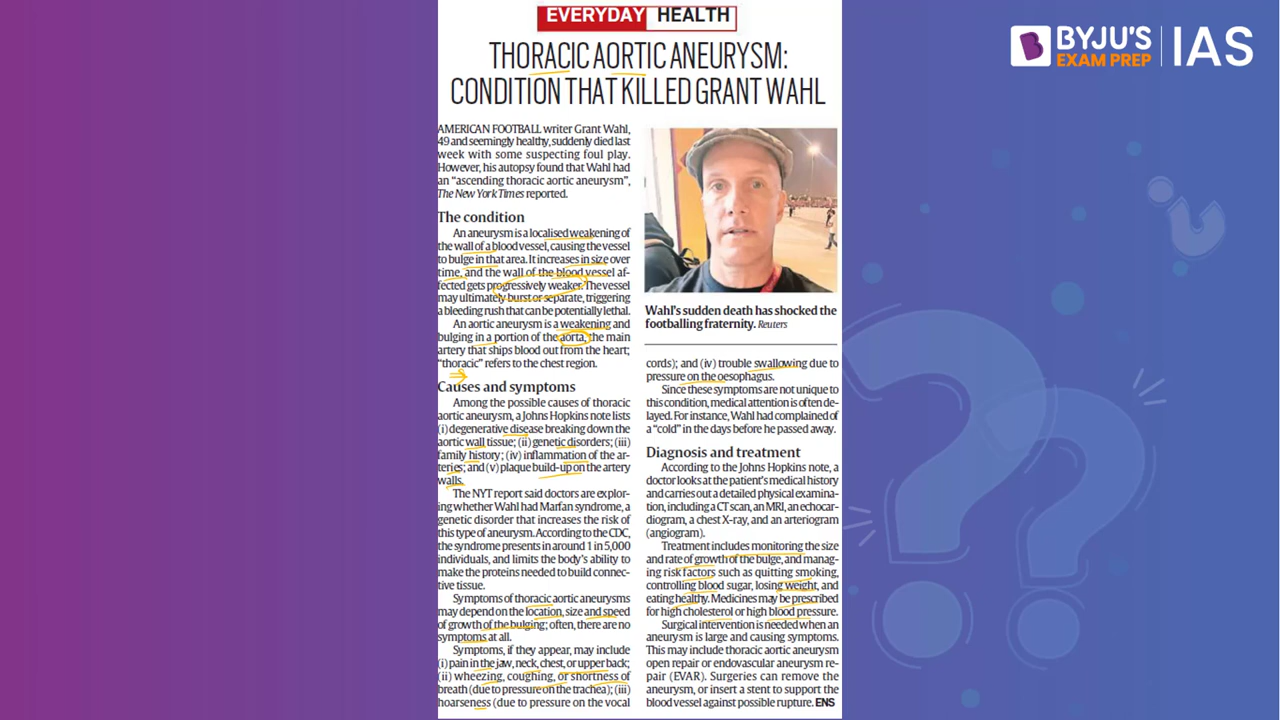 EVERYDAY HEALTH
THORACIC AORTIC ANEURYSM:
CONDITION THAT KILLED GRANT WAHL
AMERICAN FOOTBALL writer Grant Wahl,
49 and seemingly healthy, suddenly died last
week with some suspecting foul play.
However, his autopsy found that Wahl had
an “ascending thoracic aortic aneurysm”,
The New York Times reported.
The condition
An aneurysm is a localised weakening of
the wall of a blood vessel, causing the vessel
to bulge in that area. It increases in size over
time, and the wall of the blood vessel af-
fected gets progressively weaker. The vessel
may ultimately burst or separate, triggering
a bleeding rush that can be potentially lethal.
An aortic aneurysm is a weakening and
bulging in a portion of the aorta, the main
artery that ships blood out from the heart;
“thoracic” refers to the chest region.
Causes and symptoms
Among the possible causes of thoracic
aortic aneurysm, a Johns Hopkins note lists
(i) degenerative disease breaking down the
aortic wall tissue; (ii) genetic disorders; (iii)
family history; (iv) inflammation of the ar-
teries; and (v) plaque build-up on the artery
walls.
The NYT report said doctors are explor-
ing whether Wahl had Marfan syndrome, a
genetic disorder that increases the risk of
this type of aneurysm. According to the CDC,
the syndrome presents in around 1 in 5,000
individuals, and limits the body’s ability to
make the proteins needed to build connec-
tive tissue.
Symptoms of thoracic aortic aneurysms
may depend on the location, size and speed
of growth of the bulging; often, there are no
symptoms at all.
Symptoms, if they appear, may include
(i) pain in the jaw, neck, chest, or upper back;
(ii) wheezing, coughing, or shortness of
breath (due to pressure on the trachea); (iii)
hoarseness (due to pressure on the vocal
Wahl’s sudden death has shocked the
footballing fraternity. Reuters
cords); and (iv) trouble swallowing due to
pressure on the oesophagus.
Since these symptoms are not unique to
this condition, medical attention is often de-
layed. For instance, Wahl had complained of
a “cold” in the days before he passed away.
Diagnosis and treatment
According to the Johns Hopkins note, a
doctor looks at the patient’s medical history
and carries out a detailed physical examina-
tion, including a CT scan, an MRI, an echocar-
diogram, a chest X-ray, and an arteriogram
(angiogram).
Treatment includes monitoring the size
and rate of growth of the bulge, and manag-
ing risk factors such as quitting smoking,
controlling blood sugar, losing weight, and
eating healthy. Medicines may be prescribed
for high cholesterol or high blood pressure.
Surgical intervention is needed when an
aneurysm is large and causing symptoms.
This may include thoracic aortic aneurysm
open repair or endovascular aneurysm re-
pair (EVAR). Surgeries can remove the
aneurysm, or insert a stent to support the
blood vessel against possible rupture. ENS
BYJU'S
EXAM PREP
IAS